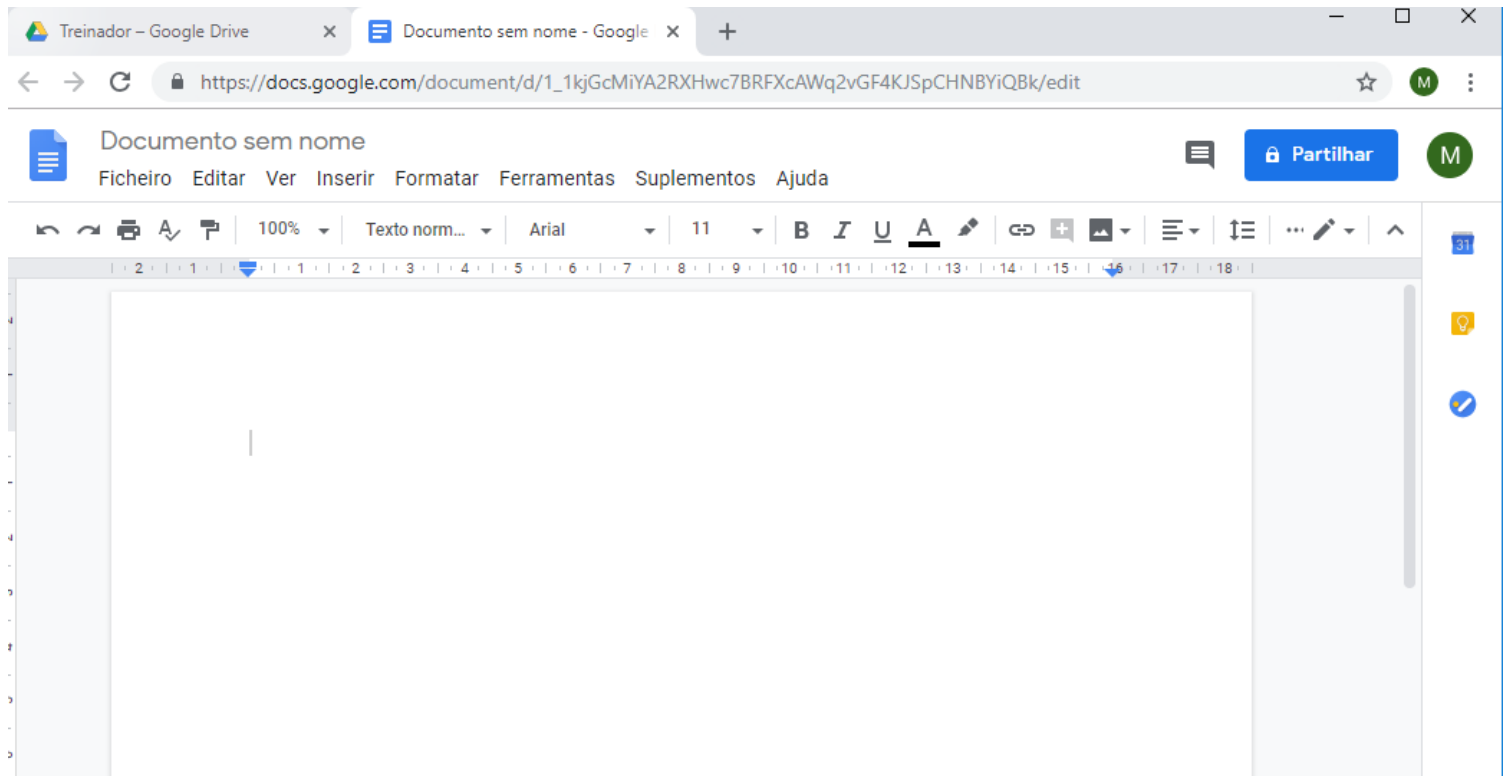 Treinador – Google Drive
Documento sem nome - Google
https://docs.google.com/document/d/1_1kjGcMiYA2RXHwc7BRFXcAWq2vGF4KJSpCHNBYiQBk/edit
M
Documento sem nome
Partilhar
M
Ficheiro Editar Ver Inserir Formatar Ferramentas Suplementos Ajuda
100% Texto norm... Arial 11 B I U A
31
2 1 1 2 3 4 5 6 7 8 9 10 11 12 13 14 15 16 17 18